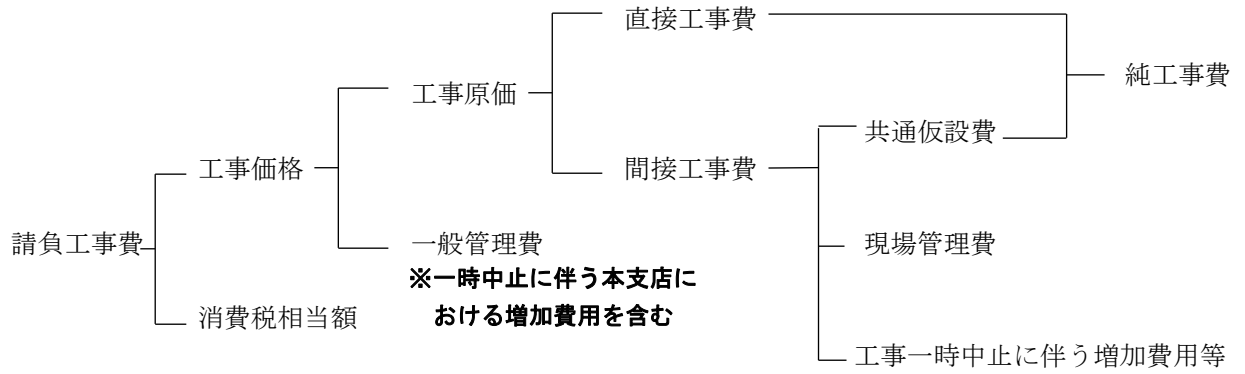 直接工事費
純工事費
工事原価
共通仮設費
工事価格
間接工事費
請負工事費
一般管理費
現場管理費
※一時中止に伴う本支店に
おける増加費用を含む
消費税相当額
工事一時中止に伴う増加費用等